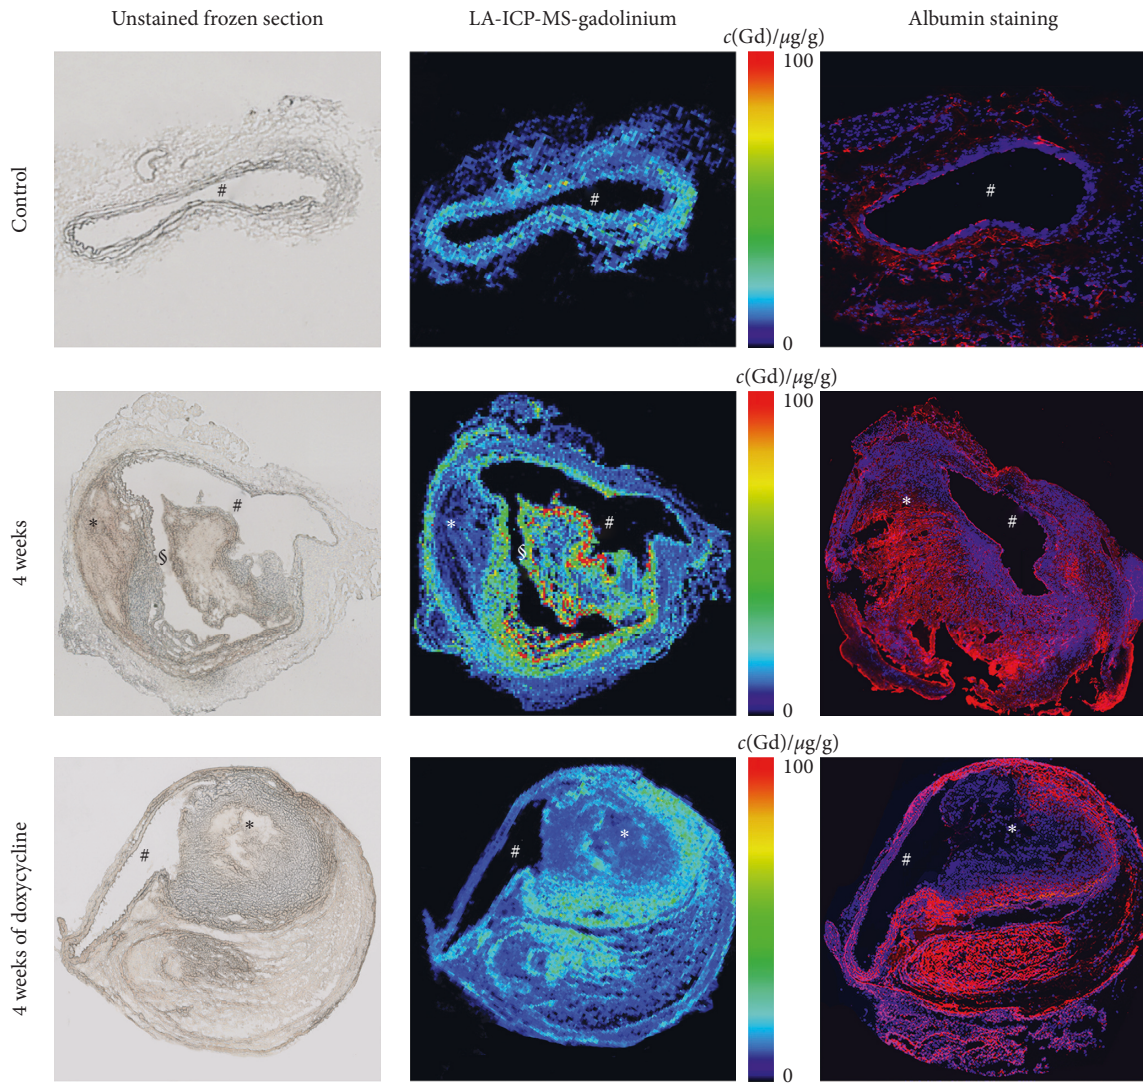 Unstained frozen section
LA-ICP-MS-gadolinium
Albumin staining
c(Gd)/μg/g)
Control
#
#
100
0
#
c(Gd)/μg/g)
4 weeks
*
#
§
*
#
§
100
0
*
#
c(Gd)/μg/g)
4 weeks of doxycycline
*
#
*
#
100
0
*
#